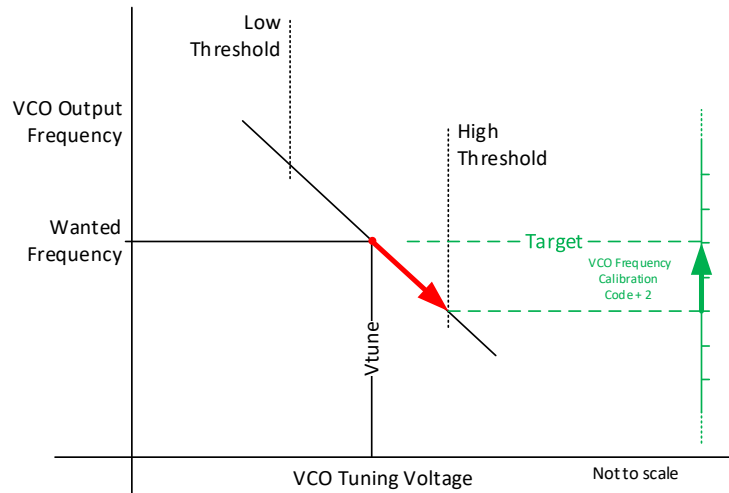 Low
Threshold
VCO Output
Frequency
High
Threshold
Wanted
Frequency
Target
VCO Frequency
Calibration
Code + 2
Vtune
VCO Tuning Voltage
Not to scale